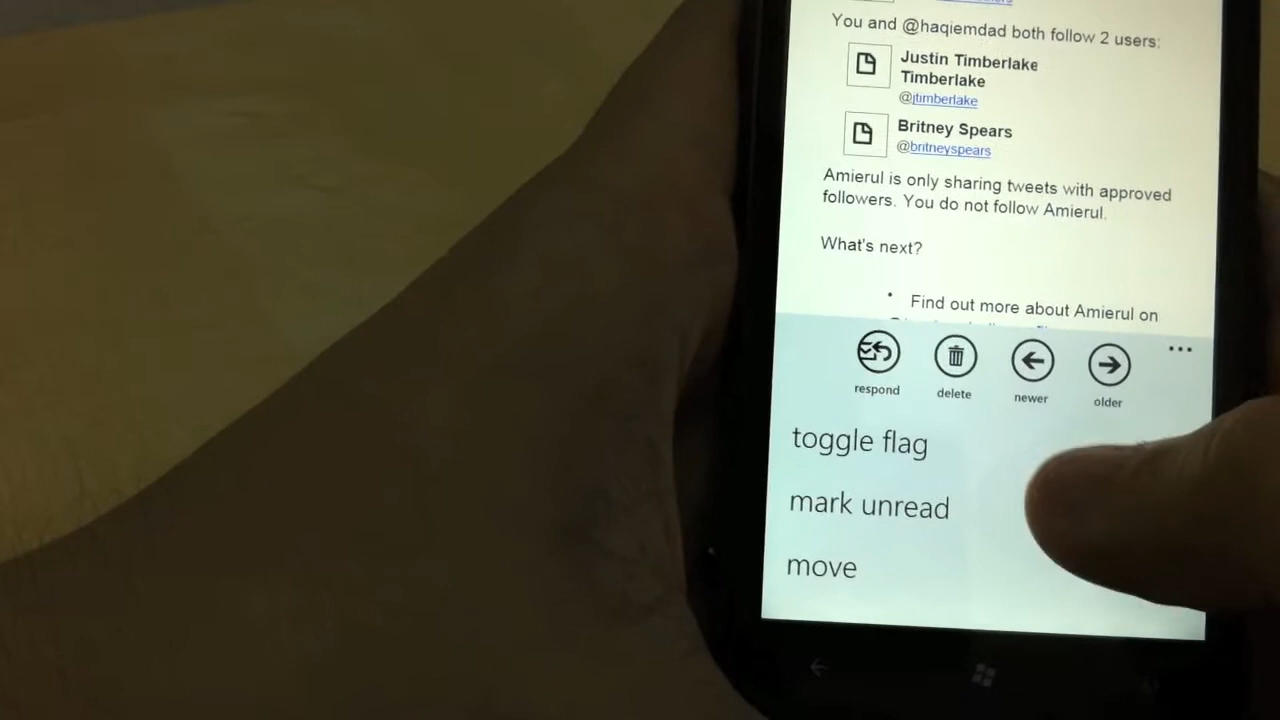 You and @haqiemdad both follow 2 users:
Justin Timberlake
Timberlake
@jtimberlake
Britney Spears
@britneyspears
Amierul is only sharing tweets with approved
followers. You do not follow Amierul.
What's next?
• Find out more about Amierul on
respond
delete
newer
older
toggle flag
mark unread
move